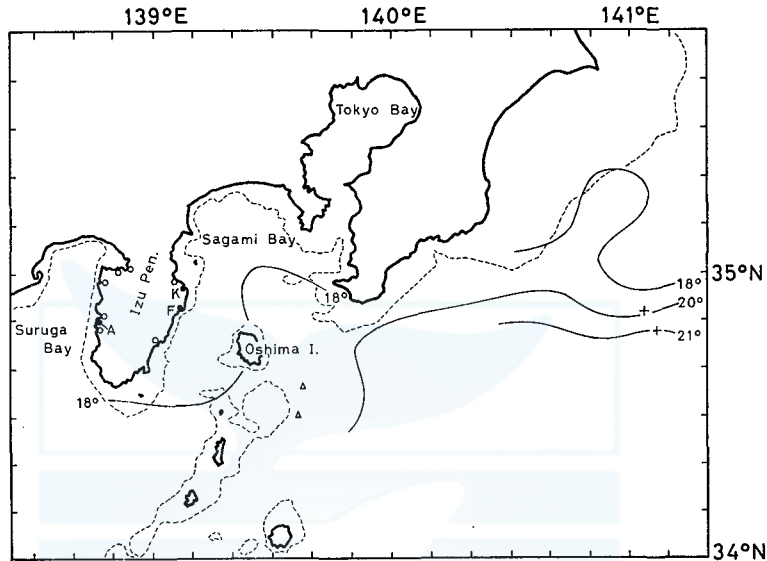 139°E 140°E 141°E
Tokyo Bay
Sagami Bay
Izu Pen.
35°N
K
18°
18°
20°
F
Suruga
Bay
A
21°
Oshima I.
18°
34°N